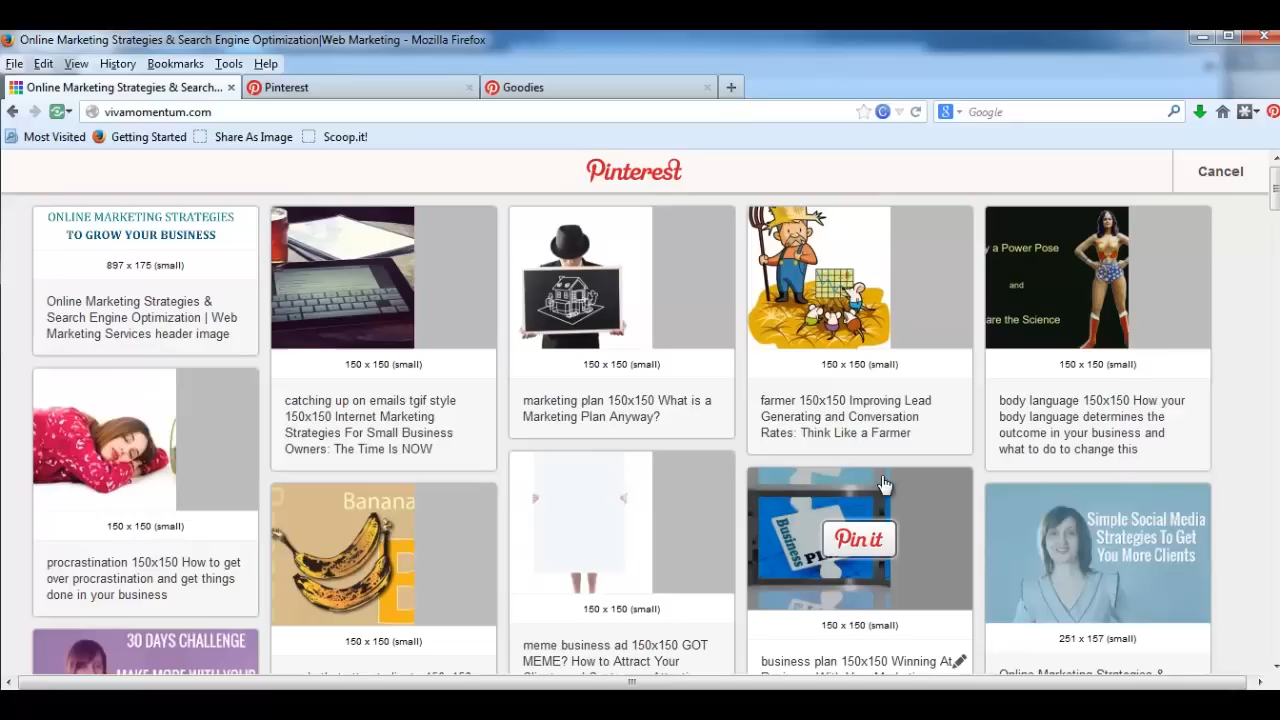 Online Marketing Strategies & Search Engine Optimization|Web Marketing - Mozilla Firefox
File Edit View History Bookmarks Tools Help
Online Marketing Strategies & Search... Pinterest Goodies
vivamomentum.com
Google
Most Visited Getting Started Share As Image Scoop.it!
Pinterest
Cancel
ONLINE MARKETING STRATEGIES
TO GROW YOUR BUSINESS
897 x 175 (small)
Online Marketing Strategies &
Search Engine Optimization | Web
Marketing Services header image
150 x 150 (small)
catching up on emails tgif style
150x150 Internet Marketing
Strategies For Small Business
Owners: The Time Is NOW
150 x 150 (small)
marketing plan 150x150 What is a
Marketing Plan Anyway?
150 x 150 (small)
farmer 150x150 Improving Lead
Generating and Conversation
Rates: Think Like a Farmer
y a Power Pose
and
are the Science
150 x 150 (small)
body language 150x150 How your
body language determines the
outcome in your business and
what to do to change this
150 x 150 (small)
procrastination 150x150 How to get
over procrastination and get things
done in your business
Banana
150 x 150 (small)
150 x 150 (small)
meme business ad 150x150 GOT
MEME? How to Attract Your
Business
Pin it
150 x 150 (small)
business plan 150x150 Winning At
Simple Social Media
Strategies To Get
You More Clients
251 x 157 (small)
Online Marketing Strategies &
30 DAYS CHALLENGE
MAKE MORE WITH YOUR